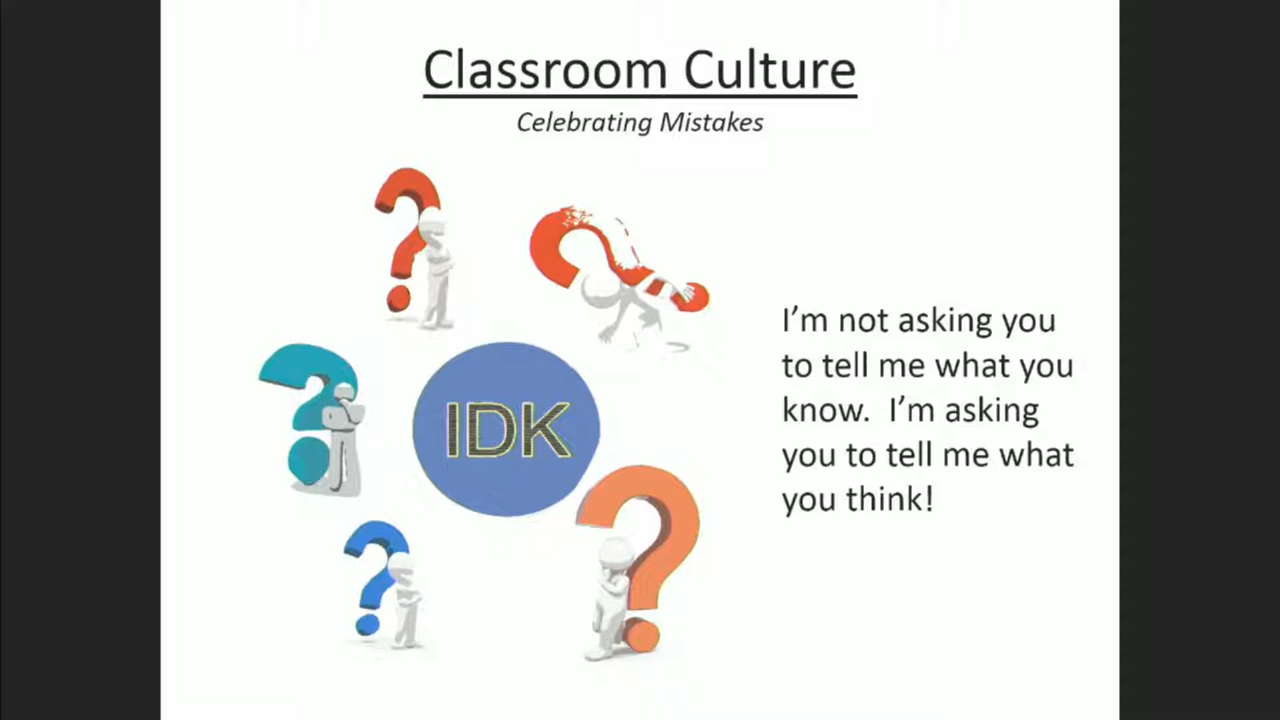 Classroom Culture
Celebrating Mistakes
IDK
I'm not asking you
to tell me what you
know. I'm asking
you to tell me what
you think!